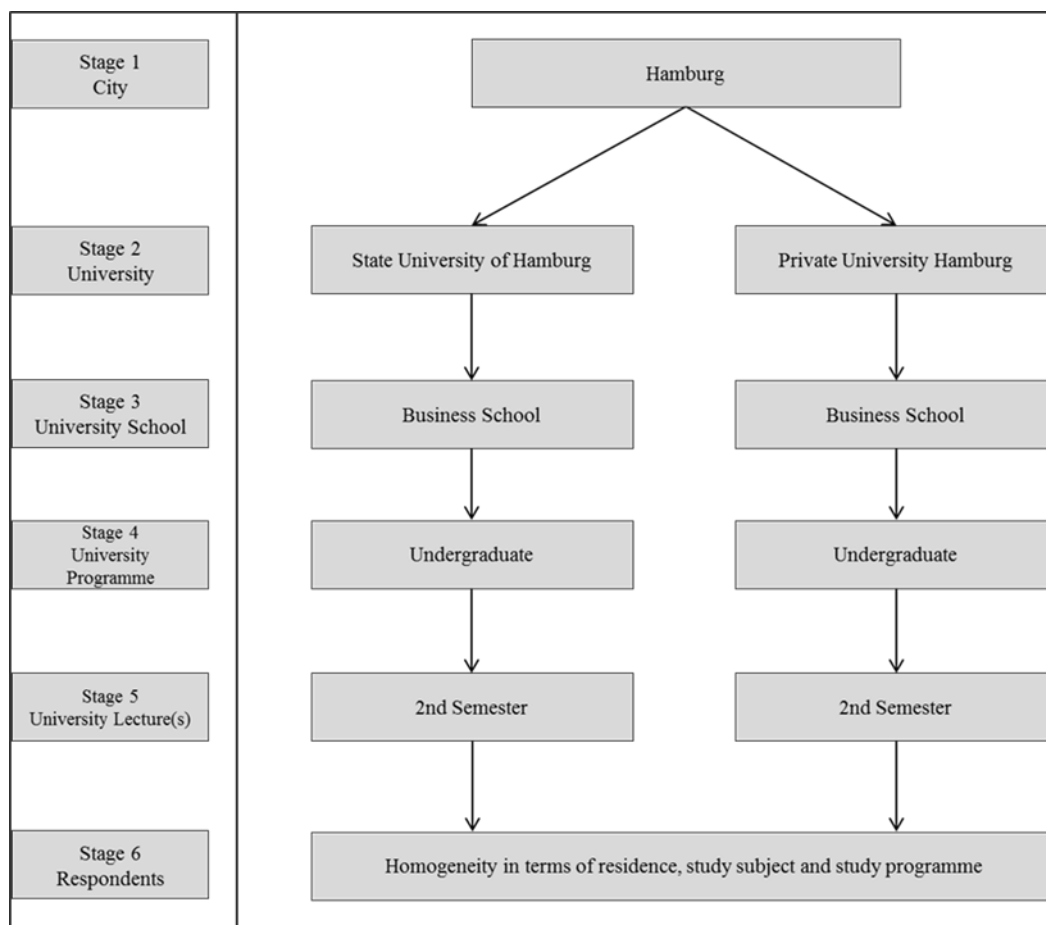 Stage 1
City
Hamburg
Stage 2
University
State University of Hamburg
Private University Hamburg
Stage 3
University School
Business School
Business School
Stage 4
University
Programme
Undergraduate
Undergraduate
Stage 5
University Lecture(s)
2nd Semester
2nd Semester
Stage 6
Respondents
Homogeneity in terms of residence, study subject and study programme